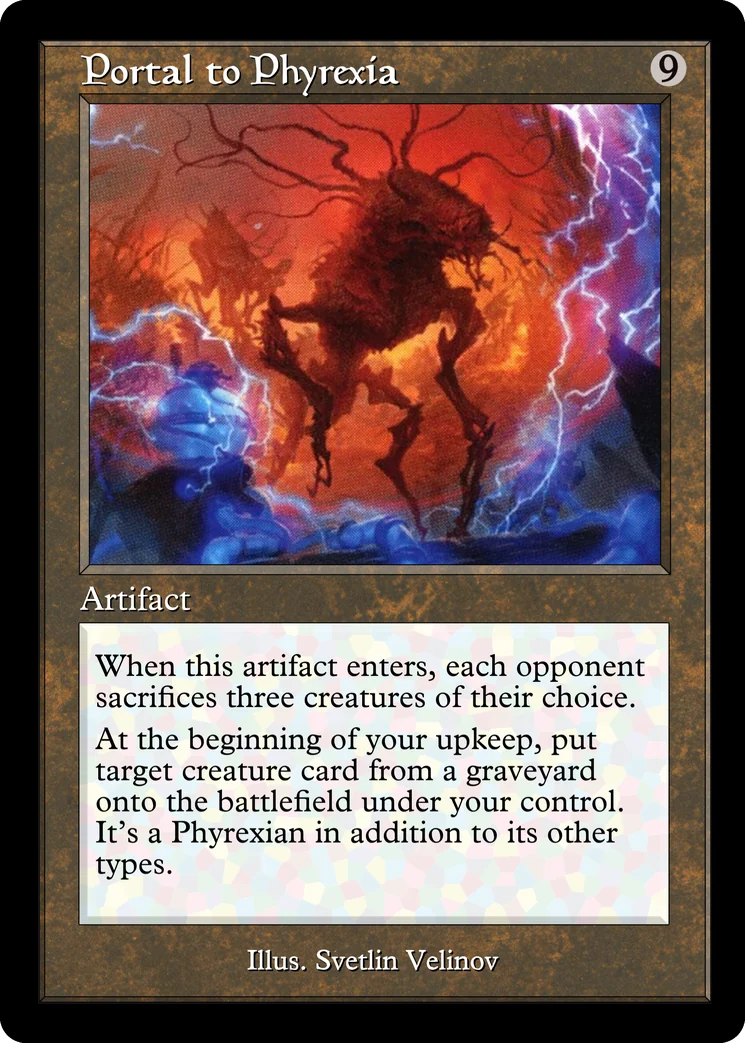 Portal to Phyrexia 9
Artifact
When this artifact enters, each opponent
sacrifices three creatures of their choice.
At the beginning of your upkeep, put
target creature card from a graveyard
onto the battlefield under your control.
It's a Phyrexian in addition to its other
types.
Illus. Svetlin Velinov